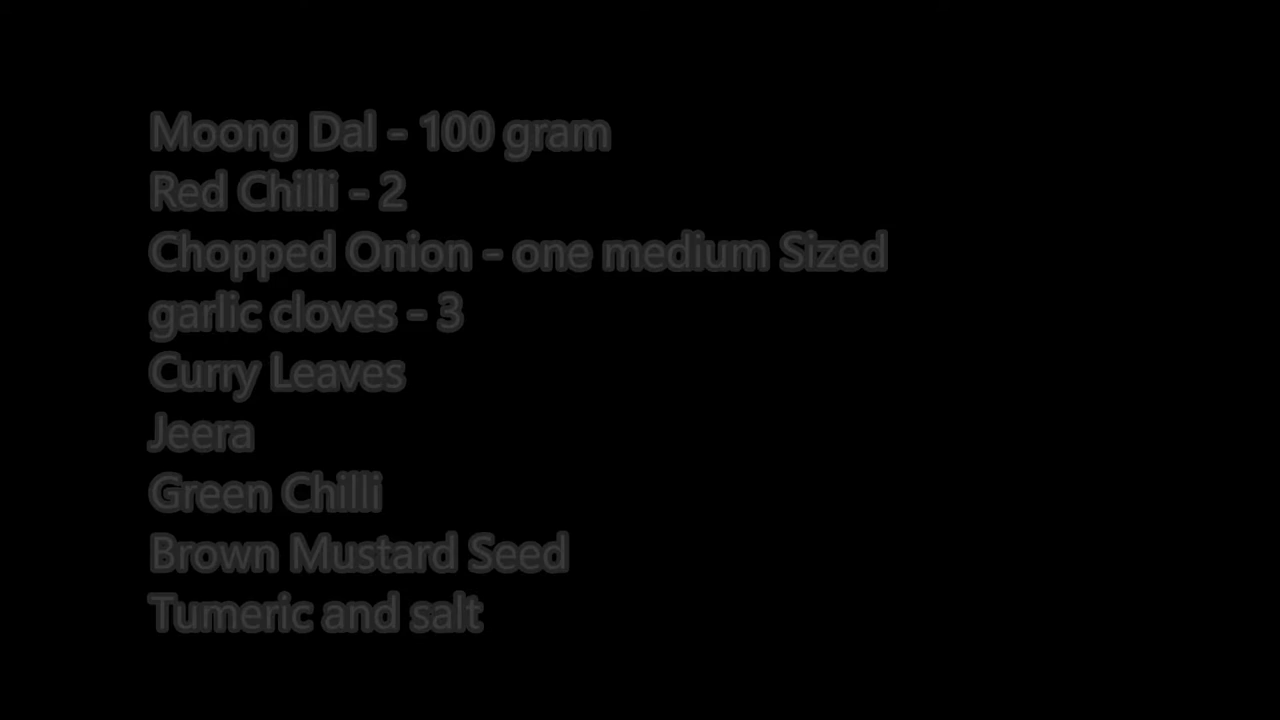 Moong Dal - 100 gram
Red Chilli - 2
Chopped Onion - one medium Sized
garlic cloves - 3
Curry Leaves
Jeera
Green Chilli
Brown Mustard Seed
Tumeric and salt